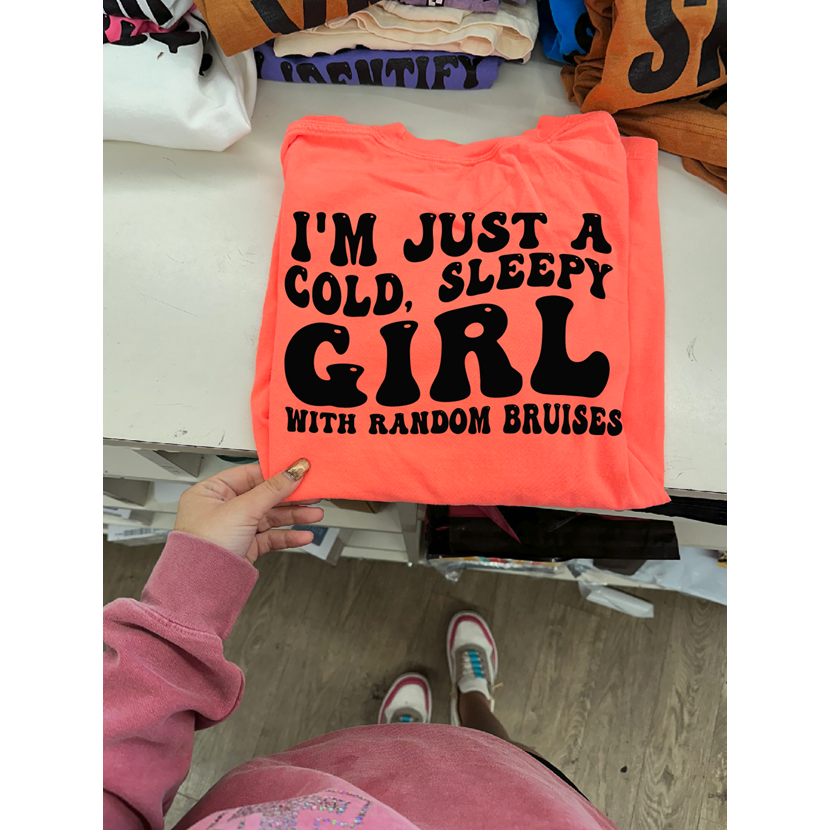 IDENTIFY
I'M JUST A
COLD, SLEEPY
GIRL
WITH RANDOM BRUISES